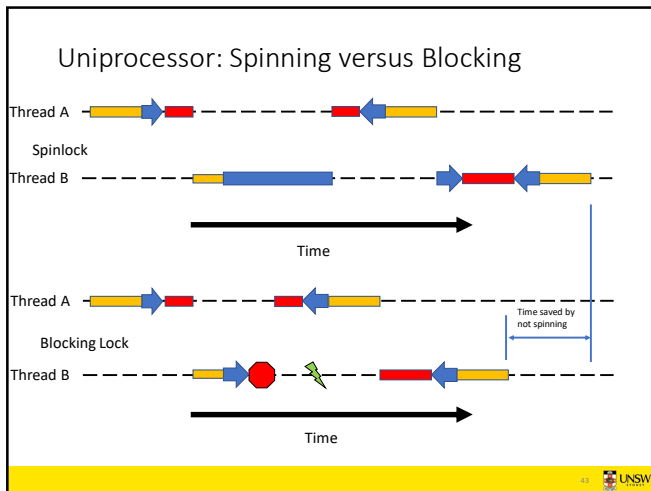 Uniprocessor: Spinning versus Blocking
Thread A
Spinlock
Thread B
Time
Thread A
Time saved by
not spinning
Blocking Lock
Thread B
Time
43
UNSW
SYDNEY